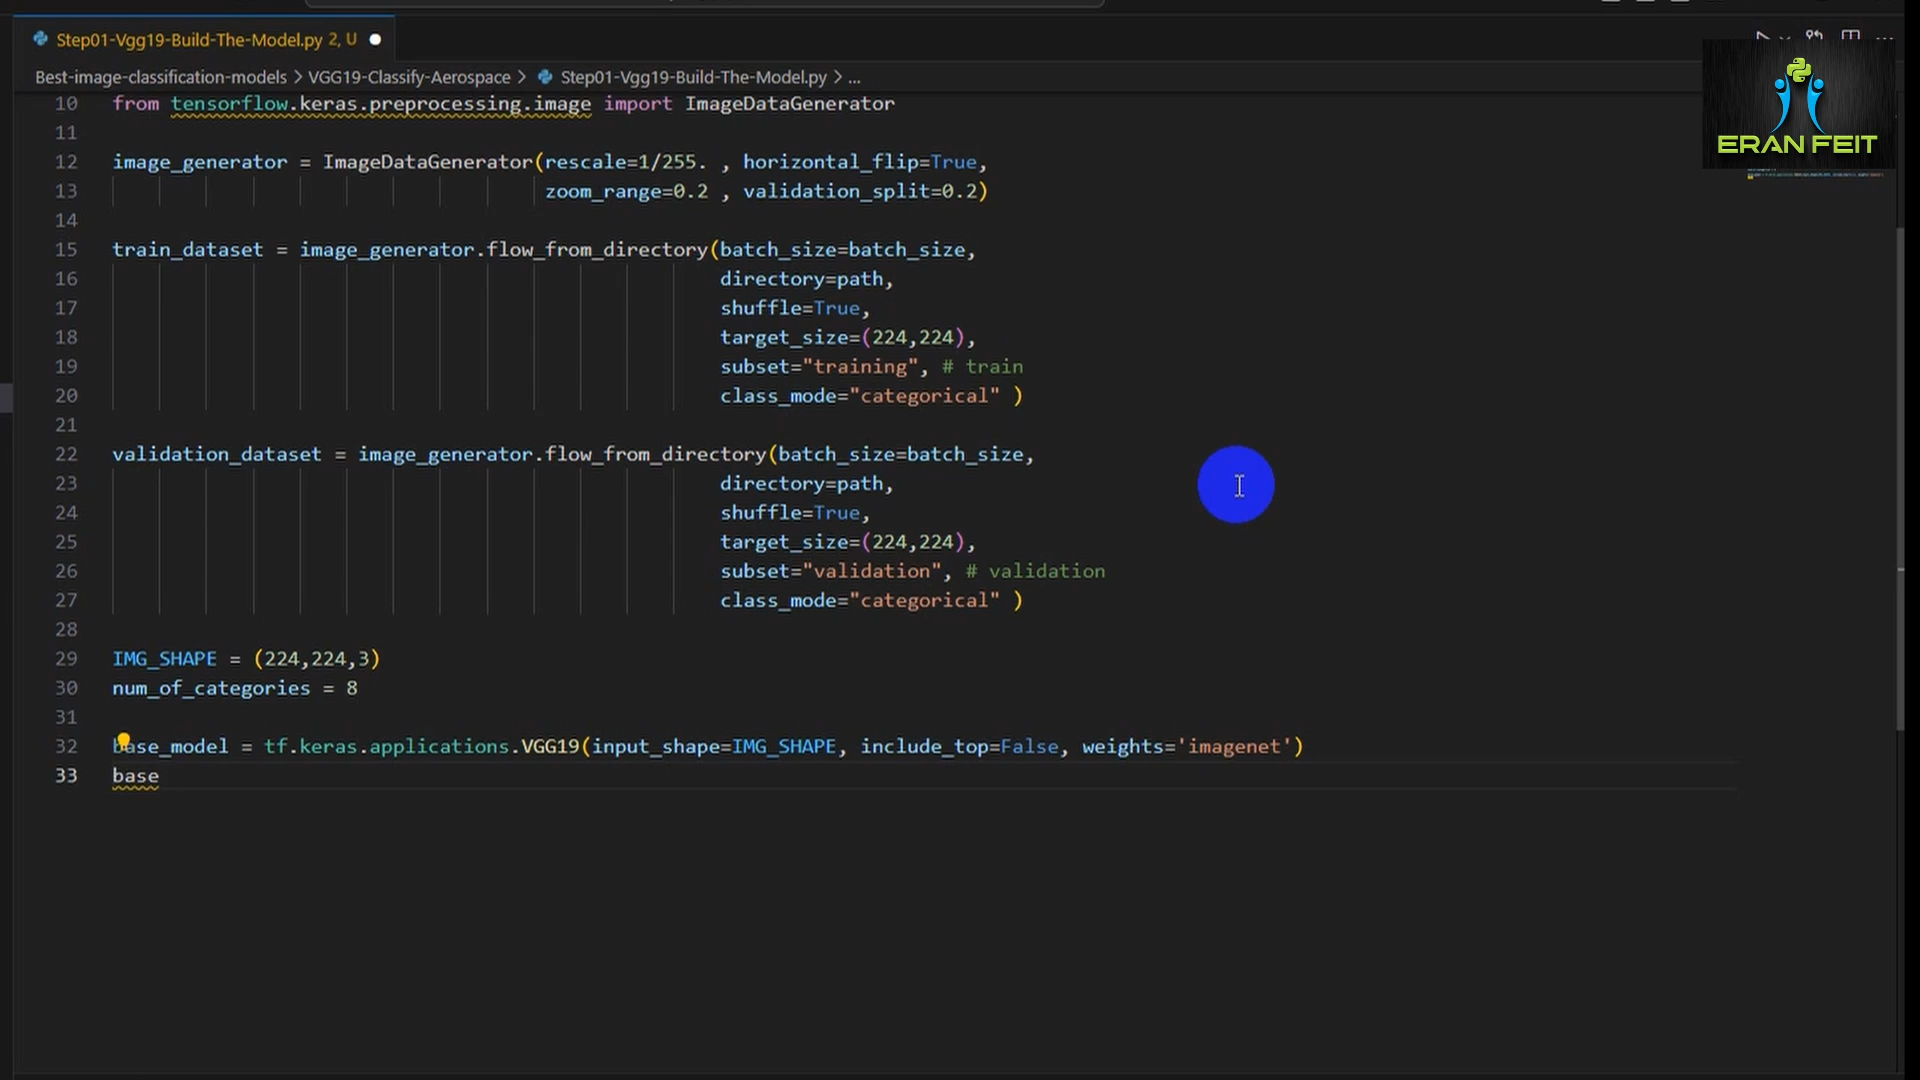 Step01-Vgg19-Build-The-Model.py 2, U
Best-image-classification-models > VGG19-Classify-Aerospace > Step01-Vgg19-Build-The-Model.py > ...
ERAN FEIT
10 from tensorflow.keras.preprocessing.image import ImageDataGenerator
11
12 image_generator = ImageDataGenerator(rescale=1/255. , horizontal_flip=True,
13 zoom_range=0.2 , validation_split=0.2)
14
15 train_dataset = image_generator.flow_from_directory(batch_size=batch_size,
16 directory=path,
17 shuffle=True,
18 target_size=(224,224),
19 subset="training", # train
20 class_mode="categorical" )
21
22 validation_dataset = image_generator.flow_from_directory(batch_size=batch_size,
23 directory=path,
24 shuffle=True,
25 target_size=(224,224),
26 subset="validation", # validation
27 class_mode="categorical" )
28
29 IMG_SHAPE = (224,224,3)
30 num_of_categories = 8
31
32 base_model = tf.keras.applications.VGG19(input_shape=IMG_SHAPE, include_top=False, weights='imagenet')
33 base